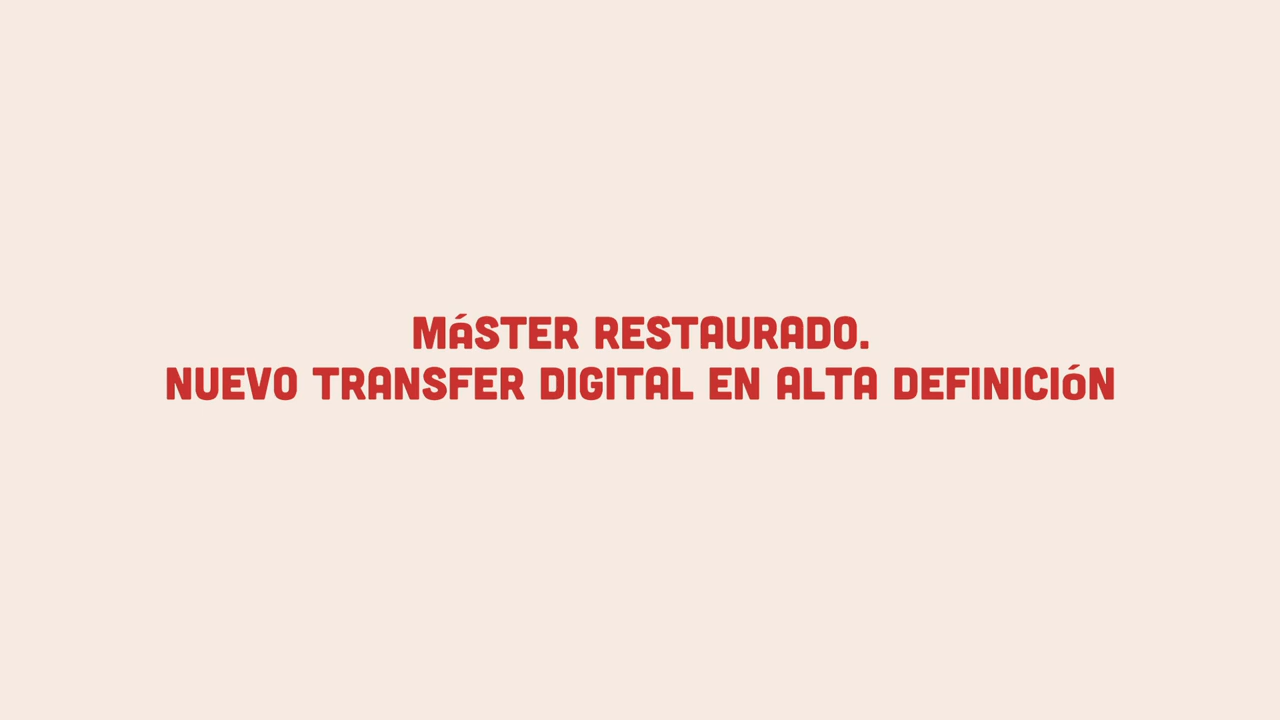 MáSTER RESTAURADO.
NUEVO TRANSFER DIGITAL EN ALTA DEFINICIóN